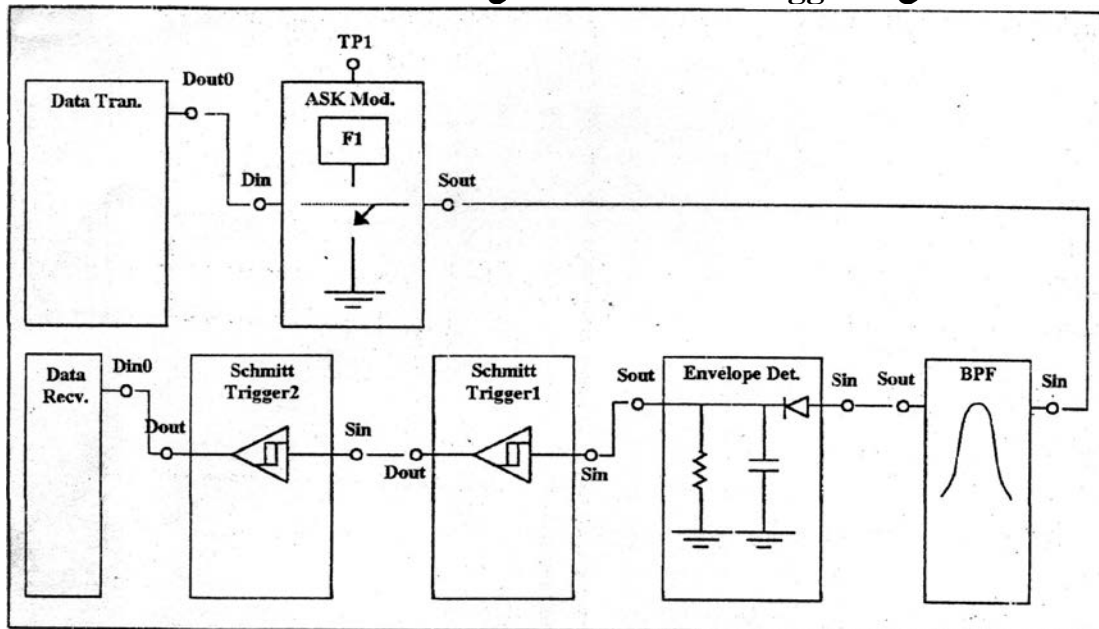 TP1
Dout0
Data Tran.
ASK Mod.
F1
Din
Sout
Data
Recv.
Din0
Dout
Schmitt
Trigger2
Sin
Dout
Schmitt
Trigger1
Sin
Sout
Envelope Det.
Sin
Sout
BPF
Sin